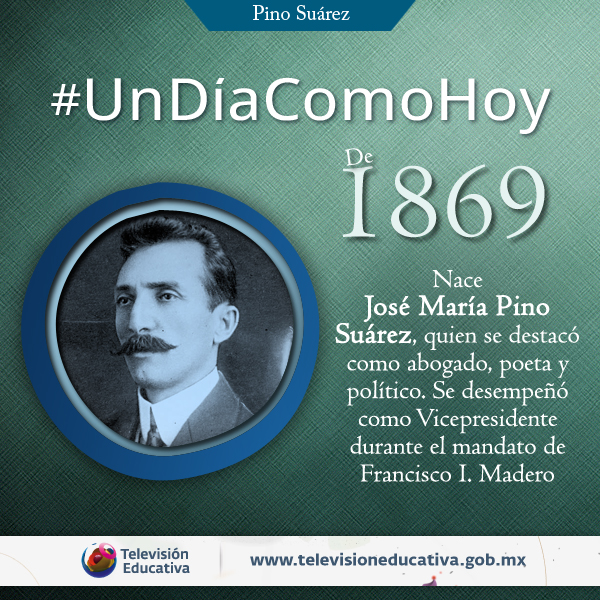 Pino Suárez
#UnDíaComoHoy
De
1869
Nace
José María Pino
Suárez, quien se destacó
como abogado, poeta y
político. Se desempeñó
como Vicepresidente
durante el mandato de
Francisco I. Madero
Televisión
Educativa
www.televisioneducativa.gob.mx